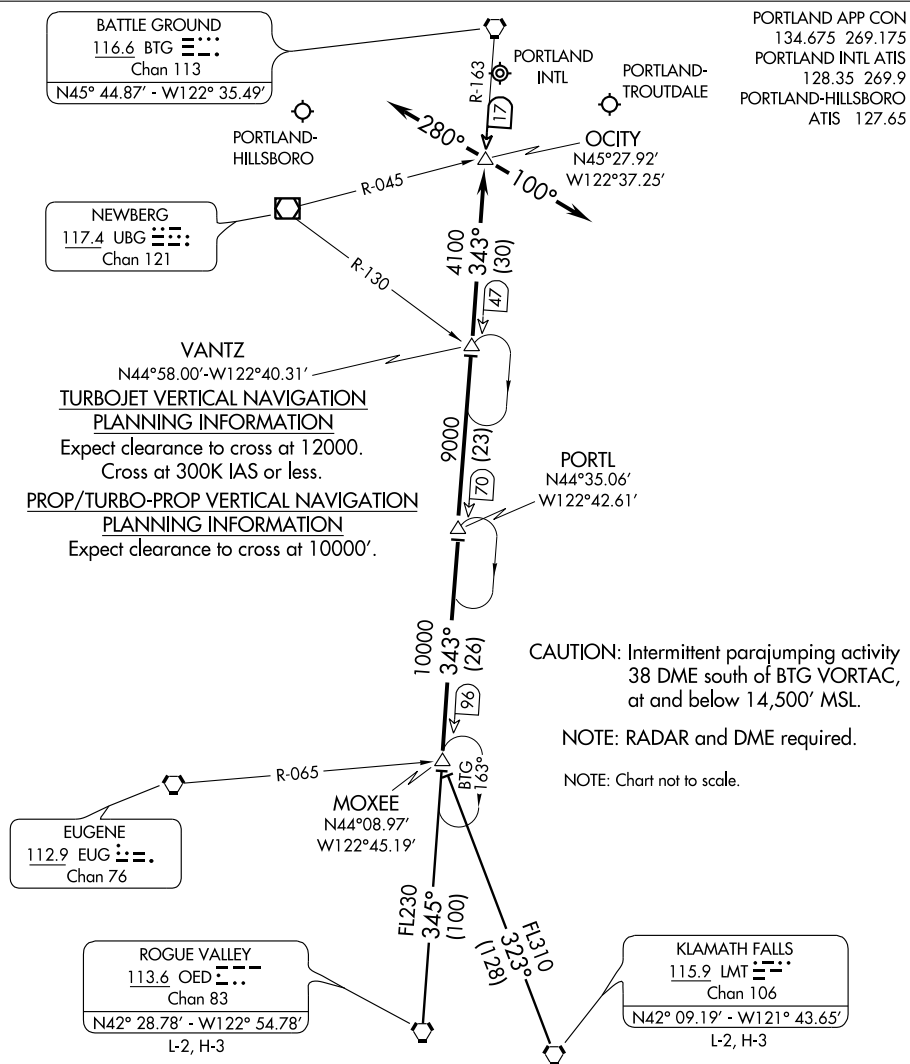 BATTLE GROUND
116.6 BTG
Chan 113
N45° 44.87' - W122° 35.49'
PORTLAND APP CON
134.675 269.175
PORTLAND INTL ATIS
128.35 269.9
PORTLAND-HILLSBORO
ATIS 127.65
R-163
PORTLAND
INTL
PORTLAND-
TROUTDALE
PORTLAND-
HILLSBORO
17
280°
100°
OCITY
N45°27.92'
W122°37.25'
R-045
NEWBERG
117.4 UBG
Chan 121
R-130
4100
343°
(30)
47
VANTZ
N44°58.00'-W122°40.31'
TURBOJET VERTICAL NAVIGATION
PLANNING INFORMATION
Expect clearance to cross at 12000.
Cross at 300K IAS or less.
PROP/TURBO-PROP VERTICAL NAVIGATION
PLANNING INFORMATION
Expect clearance to cross at 10000'.
9000
(23)
70
PORTL
N44°35.06'
W122°42.61'
10000
343°
(26)
96
CAUTION: Intermittent parajumping activity
38 DME south of BTG VORTAC,
at and below 14,500' MSL.
NOTE: RADAR and DME required.
NOTE: Chart not to scale.
R-065
BTG
163°
MOXEE
N44°08.97'
W122°45.19'
EUGENE
112.9 EUG
Chan 76
FL230
345°
(100)
FL310
323°
(128)
ROGUE VALLEY
113.6 OED
Chan 83
N42° 28.78' - W122° 54.78'
L-2, H-3
KLAMATH FALLS
115.9 LMT
Chan 106
N42° 09.19' - W121° 43.65'
L-2, H-3